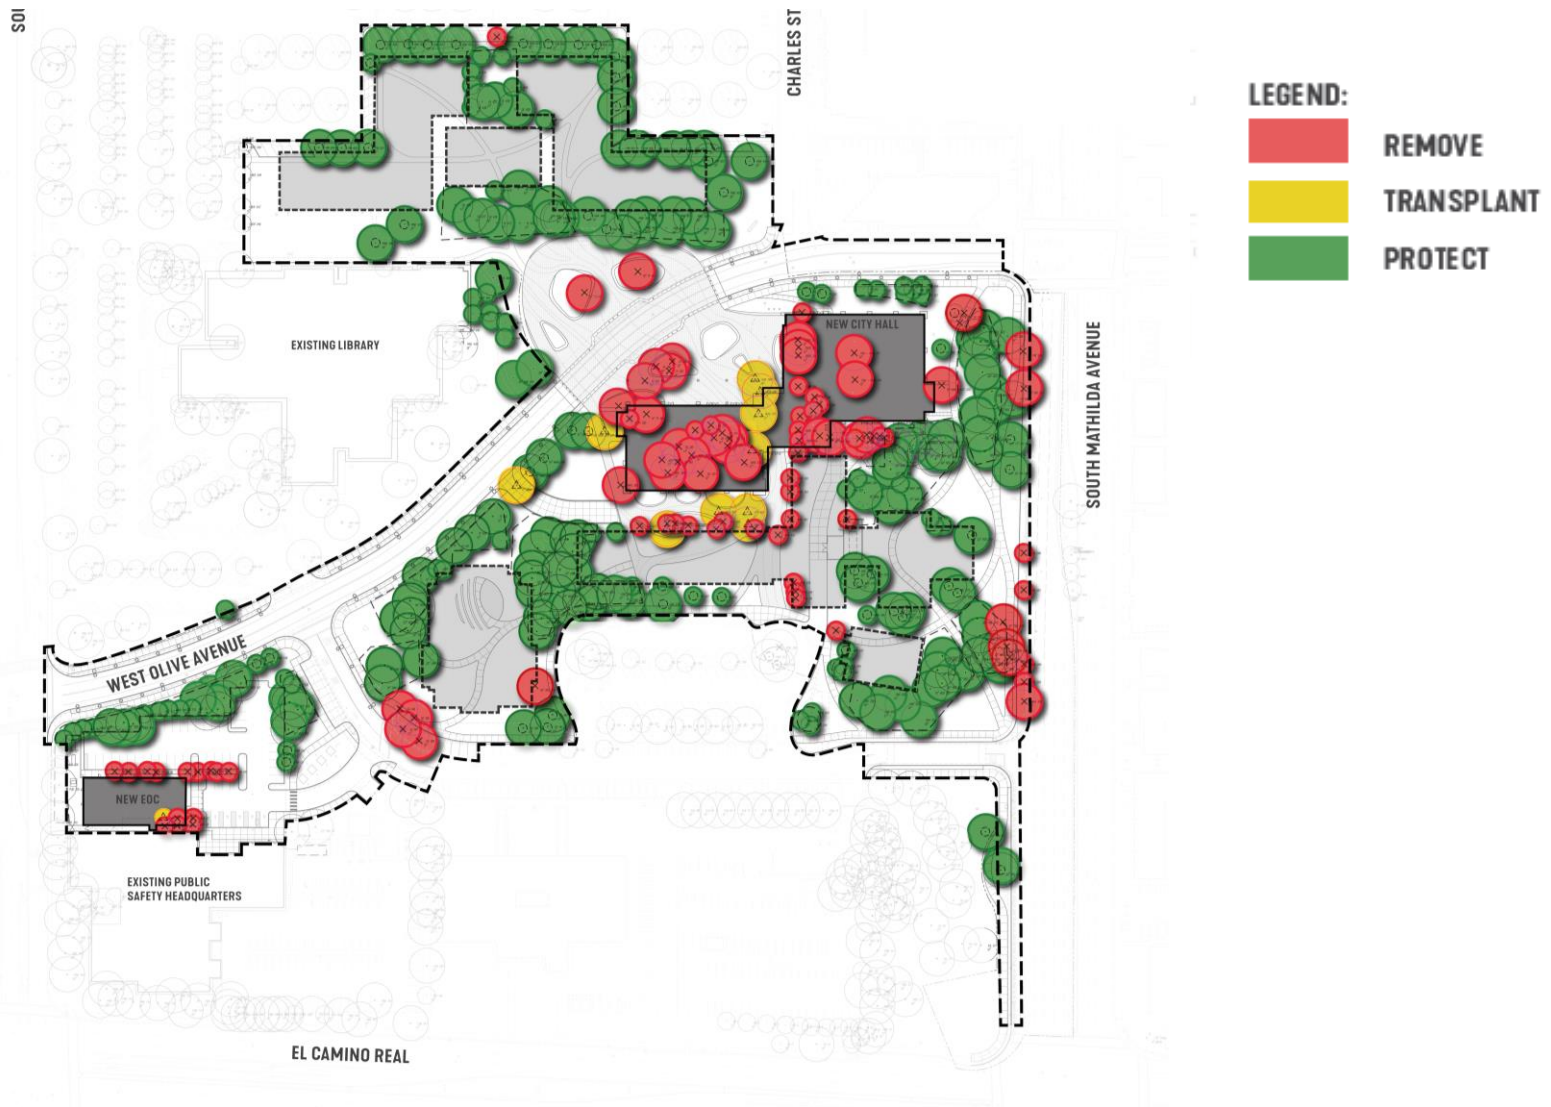 SOU
CHARLES ST
LEGEND:
REMOVE
TRANSPLANT
PROTECT
NEW CITY HALL
EXISTING LIBRARY
SOUTH MATHILDA AVENUE
WEST OLIVE AVENUE
NEW EOC
EXISTING PUBLIC
SAFETY HEADQUARTERS
EL CAMINO REAL